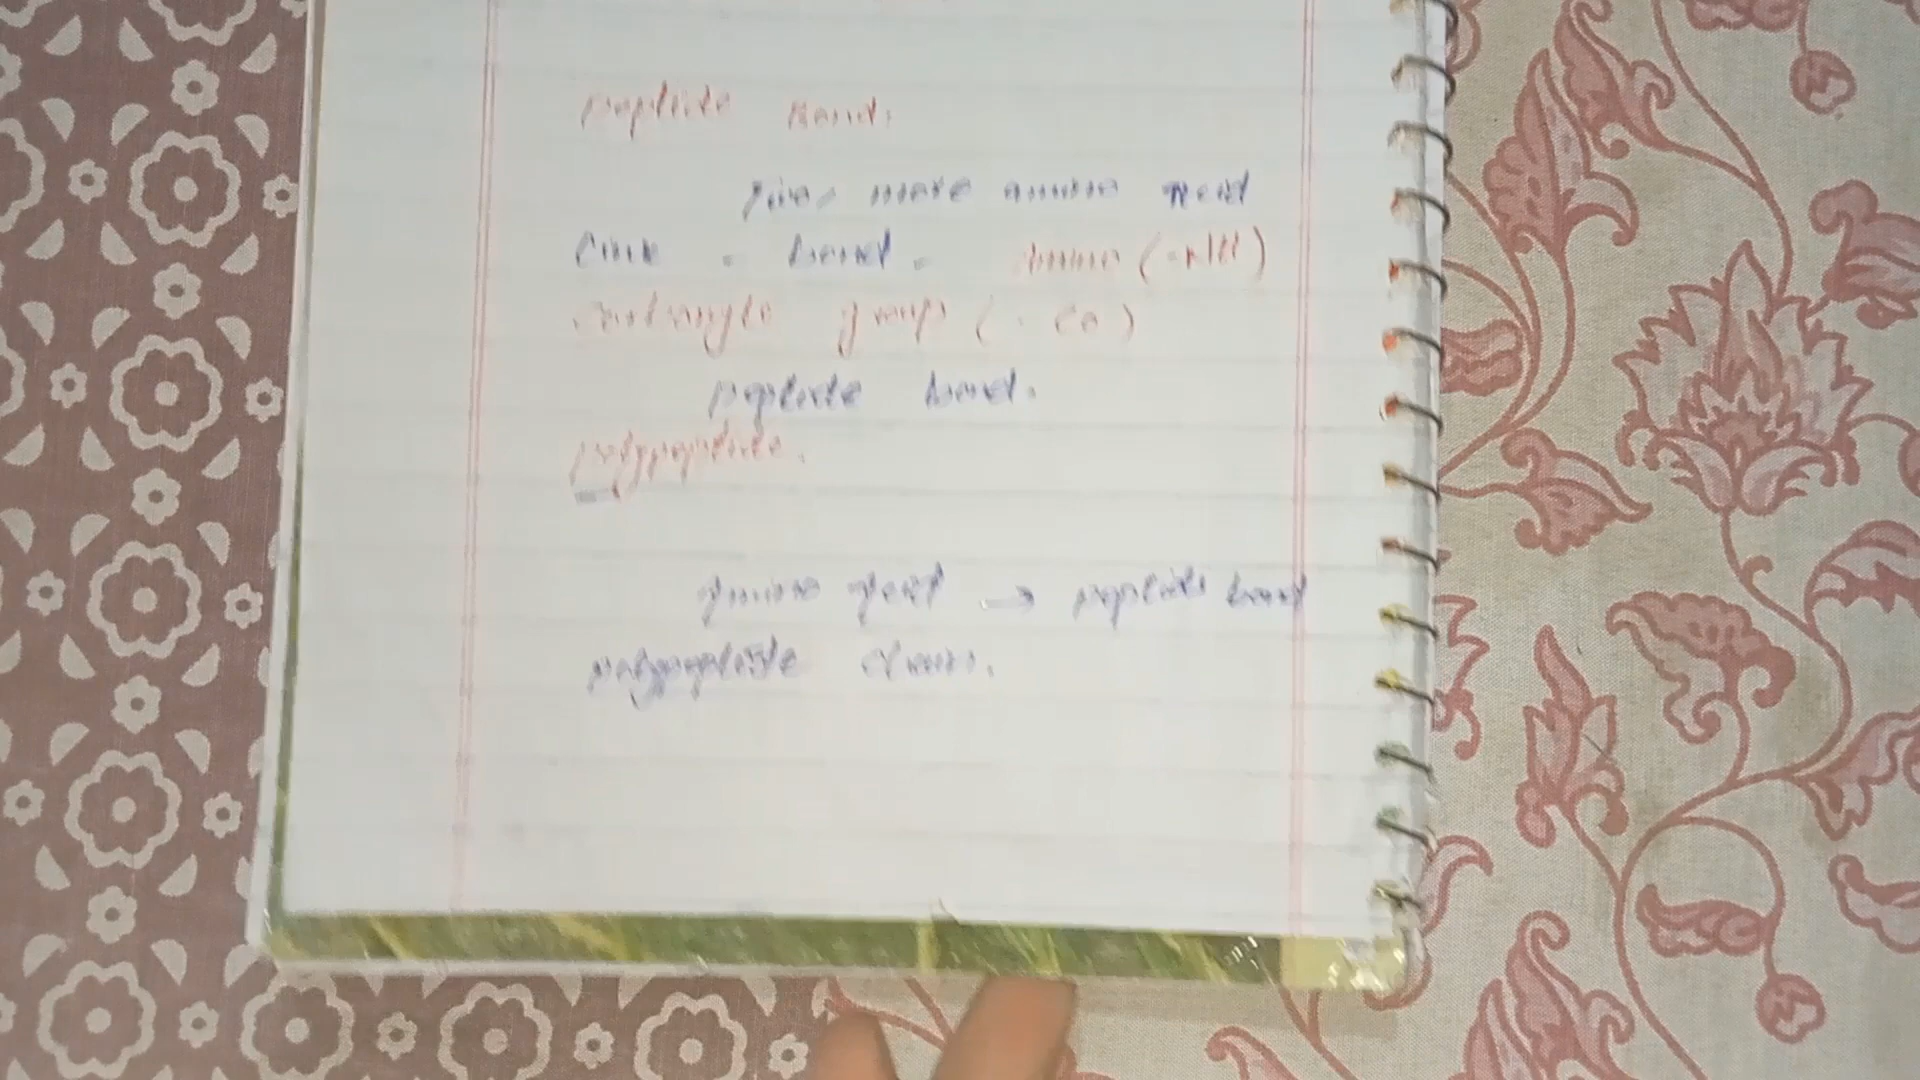 peptide Bond.
more amino acid
Link - bond - Amino (-NH)
group (- Co)
peptide bond.
polypeptide.
Amino acid → peptide bond
polypeptide chain.